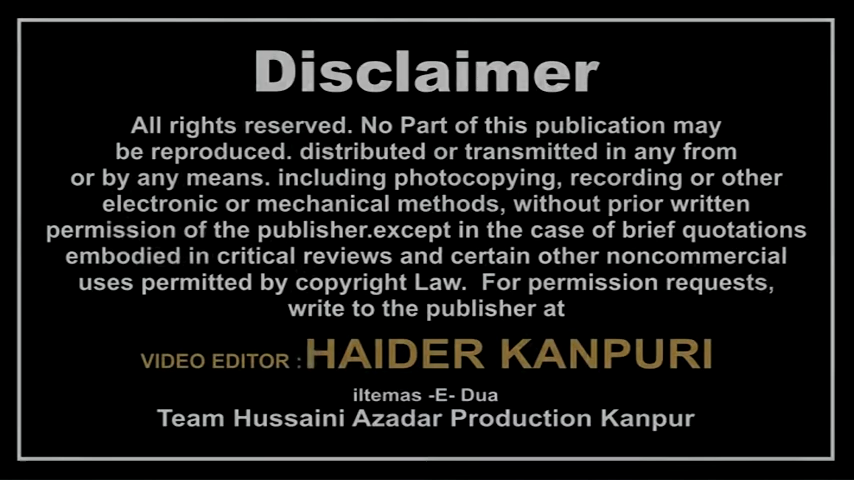 Disclaimer
All rights reserved. No Part of this publication may
be reproduced. distributed or transmitted in any from
or by any means. including photocopying, recording or other
electronic or mechanical methods, without prior written
permission of the publisher.except in the case of brief quotations
embodied in critical reviews and certain other noncommercial
uses permitted by copyright Law.  For permission requests,
write to the publisher at
VIDEO EDITOR : HAIDER KANPURI
iltemas -E- Dua
Team Hussaini Azadar Production Kanpur